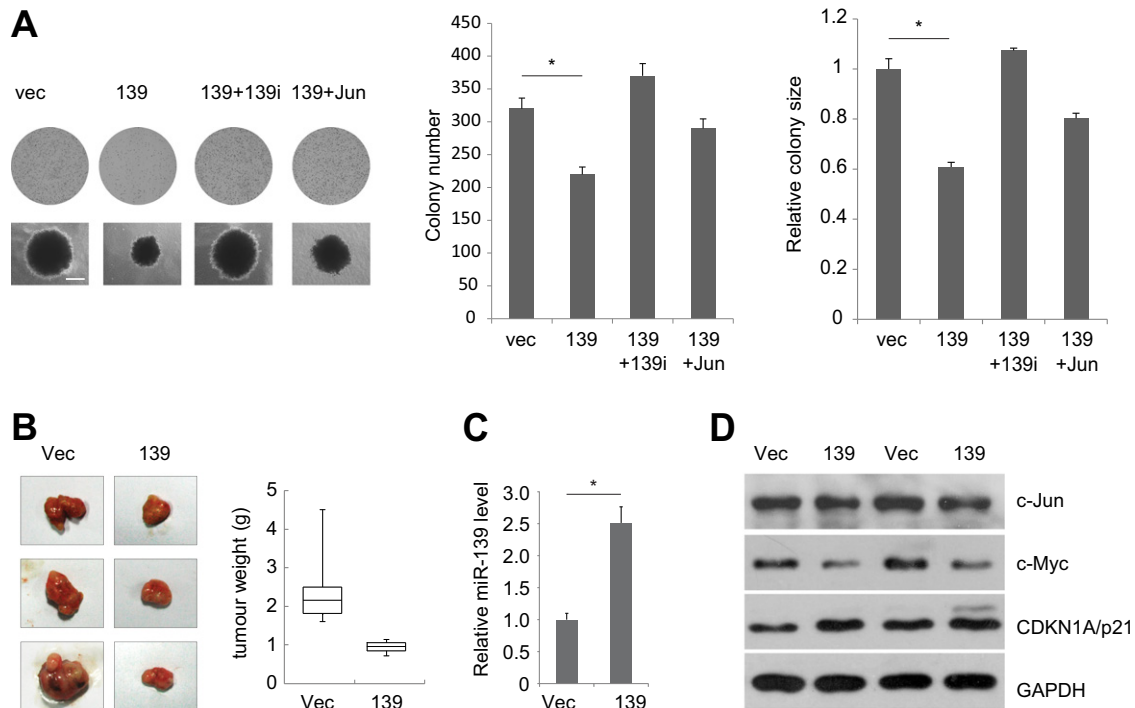 A
vec 139 139+139i 139+Jun
Colony number
450
400
350
300
250
200
150
100
50
0
*
vec 139 139 139
+139i +Jun
Relative colony size
1.2
1
0.8
0.6
0.4
0.2
0
*
vec 139 139 139
+139i +Jun
B
Vec 139
tumour weight (g)
5
4
3
2
1
0
Vec 139
C
Relative miR-139 level
3.0
2.5
2.0
1.5
1.0
0.5
0
*
Vec 139
D
Vec 139 Vec 139
c-Jun
c-Myc
CDKN1A/p21
GAPDH